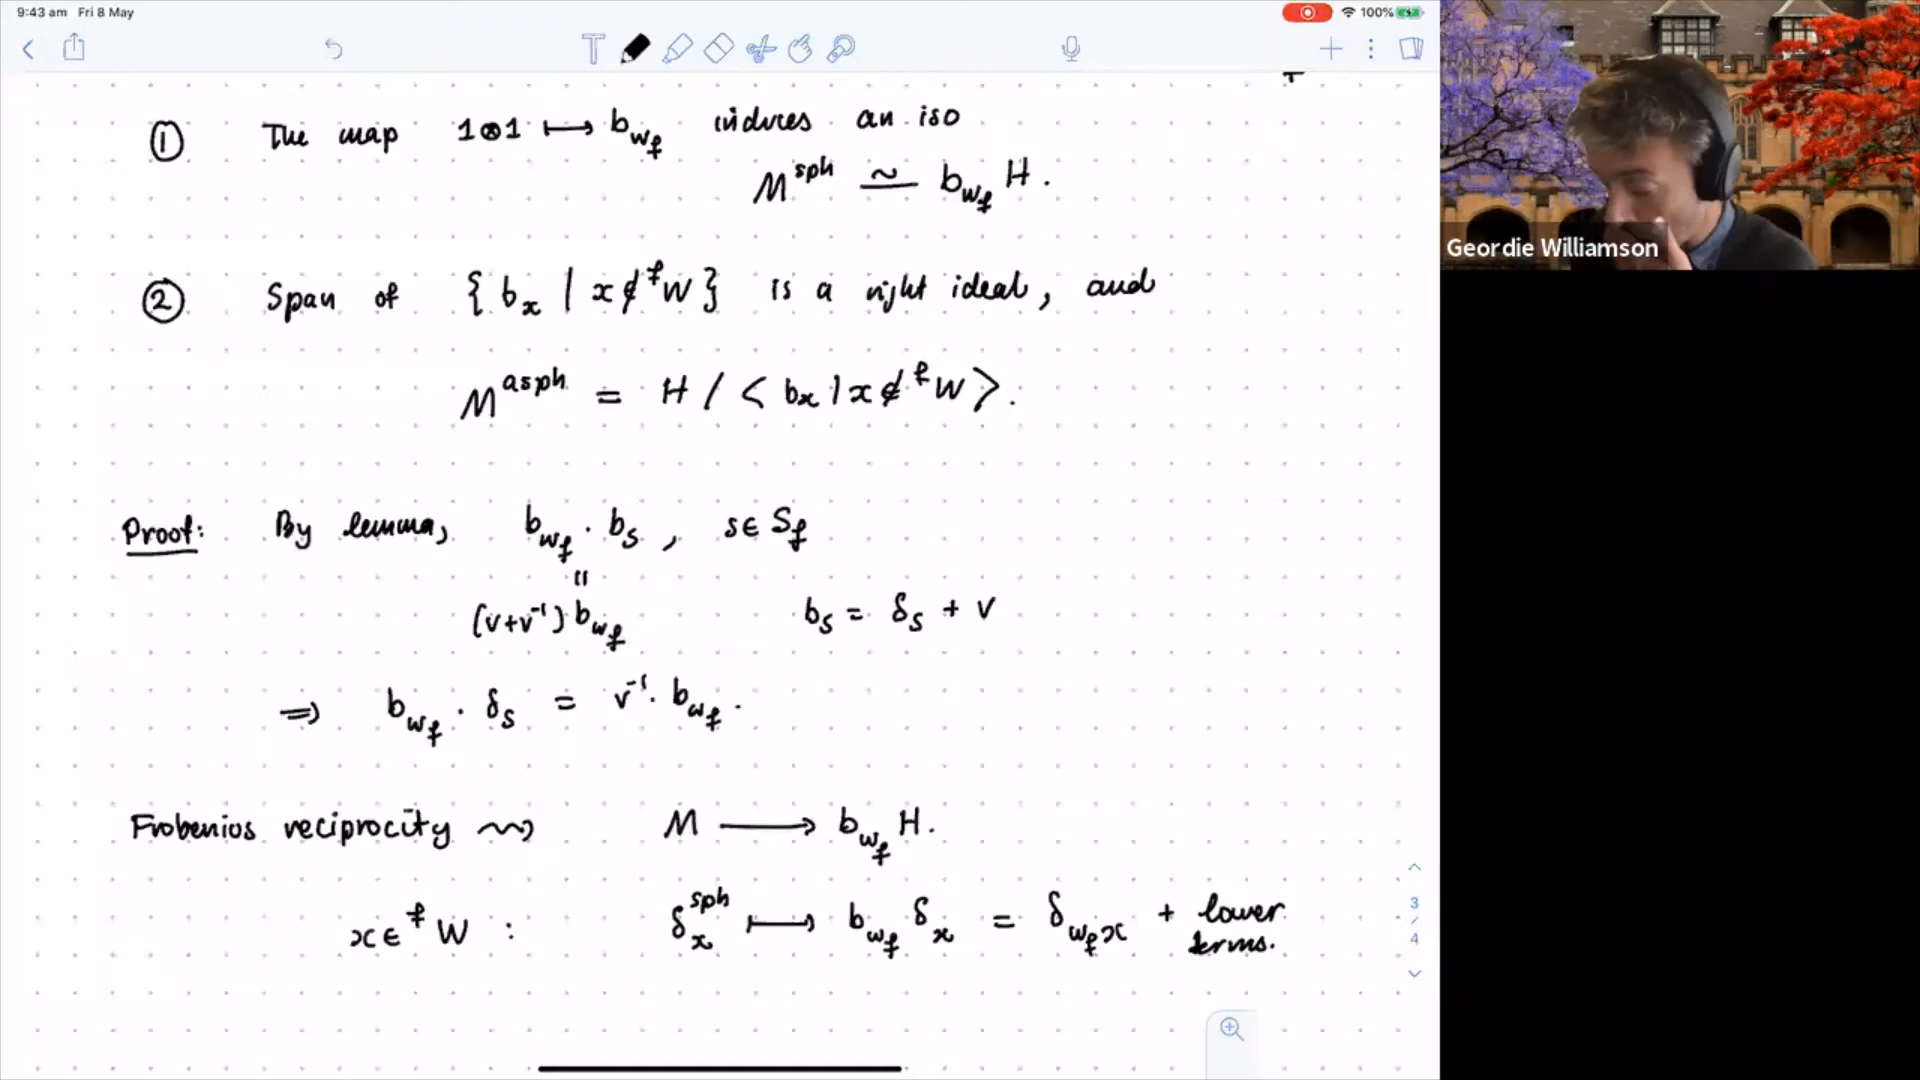 9:43 am Fri 8 May
100%
① The map 1⊗1 ⟼ b_{w_f} induces an iso
M^{sph} ≃ b_{w_f} H.
② Span of { b_x | x ∉ ^fW } is a right ideal, and
M^{asph} = H / < b_x | x ∉ ^fW >.
Proof: By lemma, b_{w_f} · b_s , s ∈ S_f
"
(v+v^{-1}) b_{w_f} b_s = δ_s + v
⇒ b_{w_f} · δ_s = v^{-1} · b_{w_f}.
Frobenius reciprocity ⇝ M ⟶ b_{w_f} H.
x ∈ ^fW : δ_x^{sph} ⟼ b_{w_f} δ_x = δ_{w_f x} + lower
terms.
3
/
4
Geordie Williamson